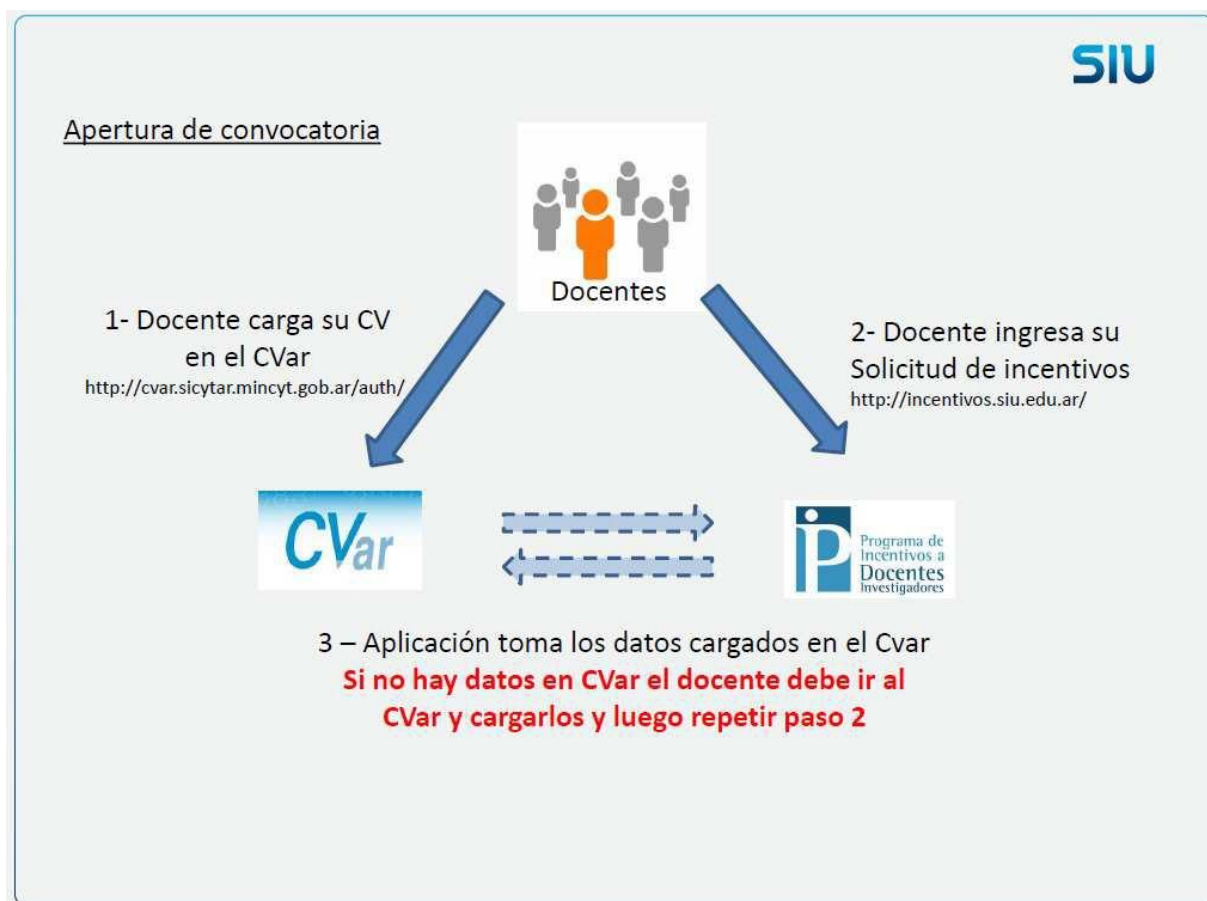 SIU
Apertura de convocatoria
Docentes
1- Docente carga su CV
en el CVar
http://cvar.sicytar.mincyt.gob.ar/auth/
2- Docente ingresa su
Solicitud de incentivos
http://incentivos.siu.edu.ar/
CVar
iP
Programa de
Incentivos a
Docentes
Investigadores
3 – Aplicación toma los datos cargados en el Cvar
Si no hay datos en CVar el docente debe ir al
CVar y cargarlos y luego repetir paso 2